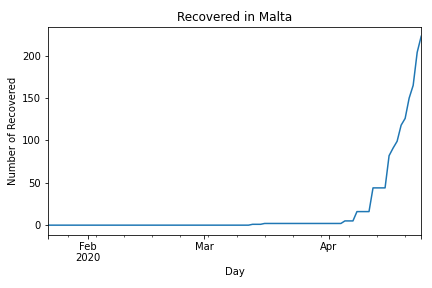 Recovered in Malta
Number of Recovered
200
150
100
50
0
Feb
2020
Mar
Apr
Day